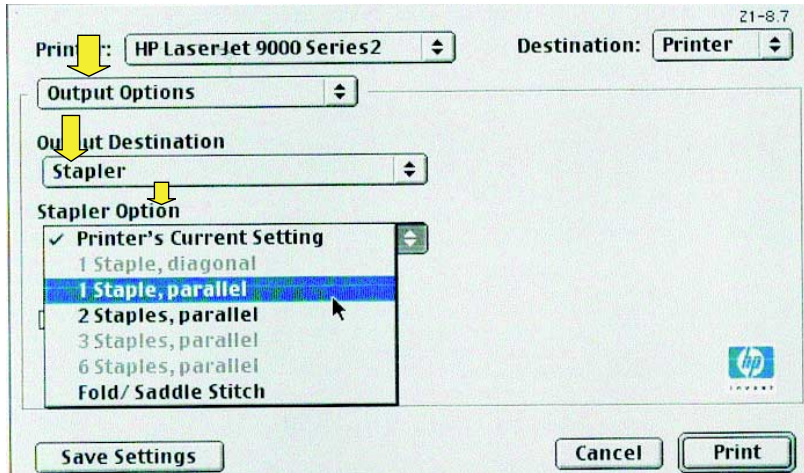 Z1-8.7
Printer: HP LaserJet 9000 Series2 Destination: Printer
Output Options
Output Destination
Stapler
Stapler Option
✓ Printer's Current Setting
1 Staple, diagonal
1 Staple, parallel
2 Staples, parallel
3 Staples, parallel
6 Staples, parallel
Fold/ Saddle Stitch
hp
invent
Save Settings Cancel Print